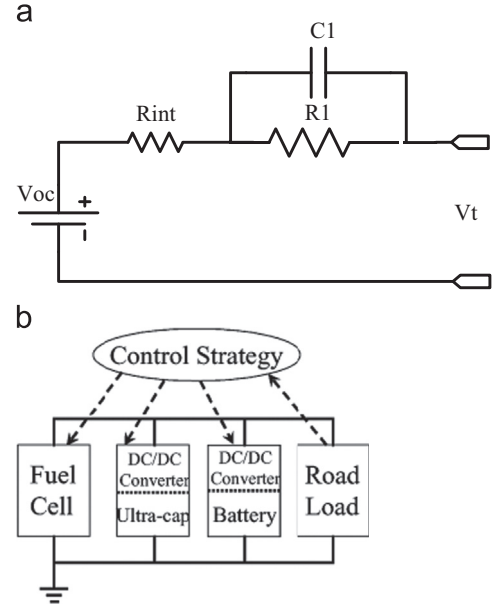 a
C1
Rint
R1
Voc
+
Vt
b
Control Strategy
Fuel
Cell
DC/DC
Converter
Ultra-cap
DC/DC
Converter
Battery
Road
Load